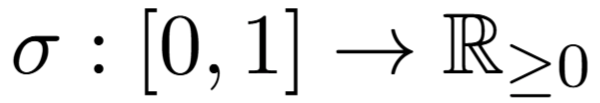 σ : [0, 1] → ℝ≥0